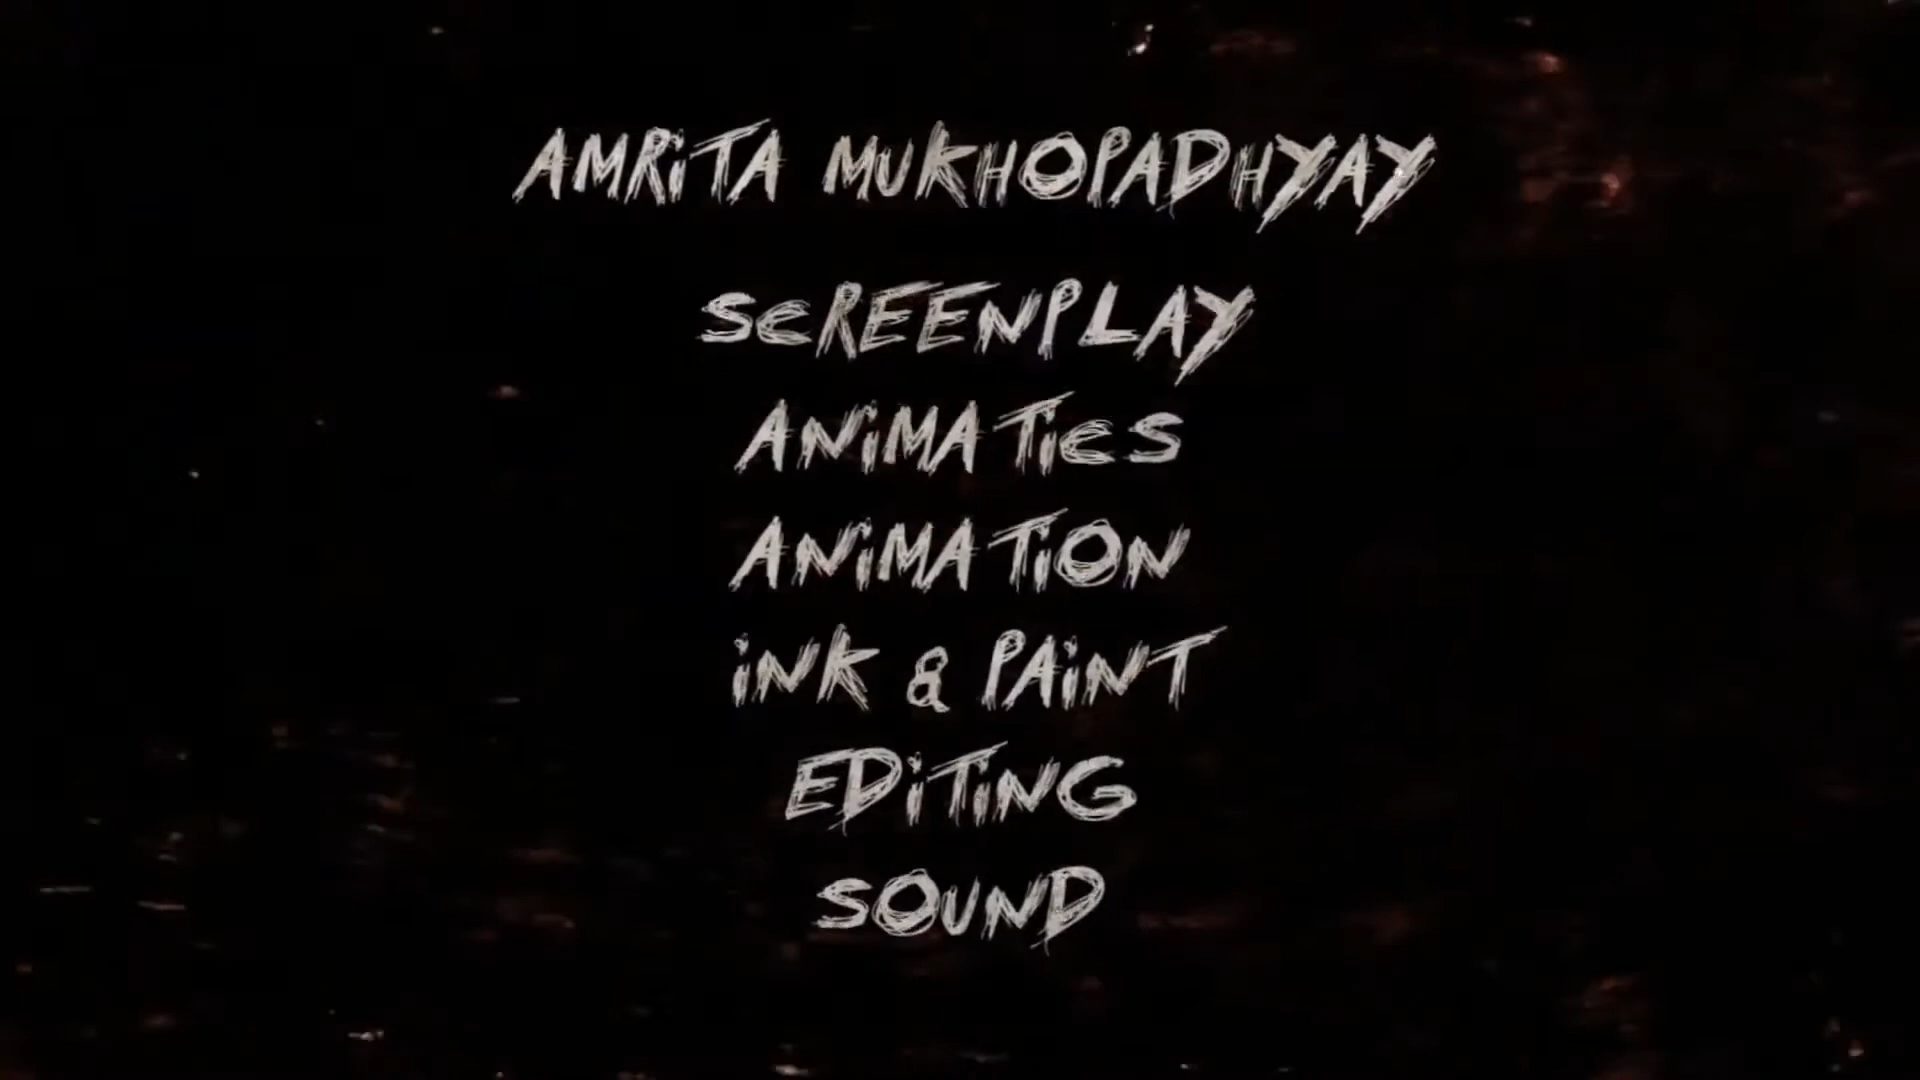 AMRiTA MUKHOPADHYAY
SCREENPLAY
ANiMATiCS
ANiMATiON
iNK & PAiNT
EDiTiNG
SOUND